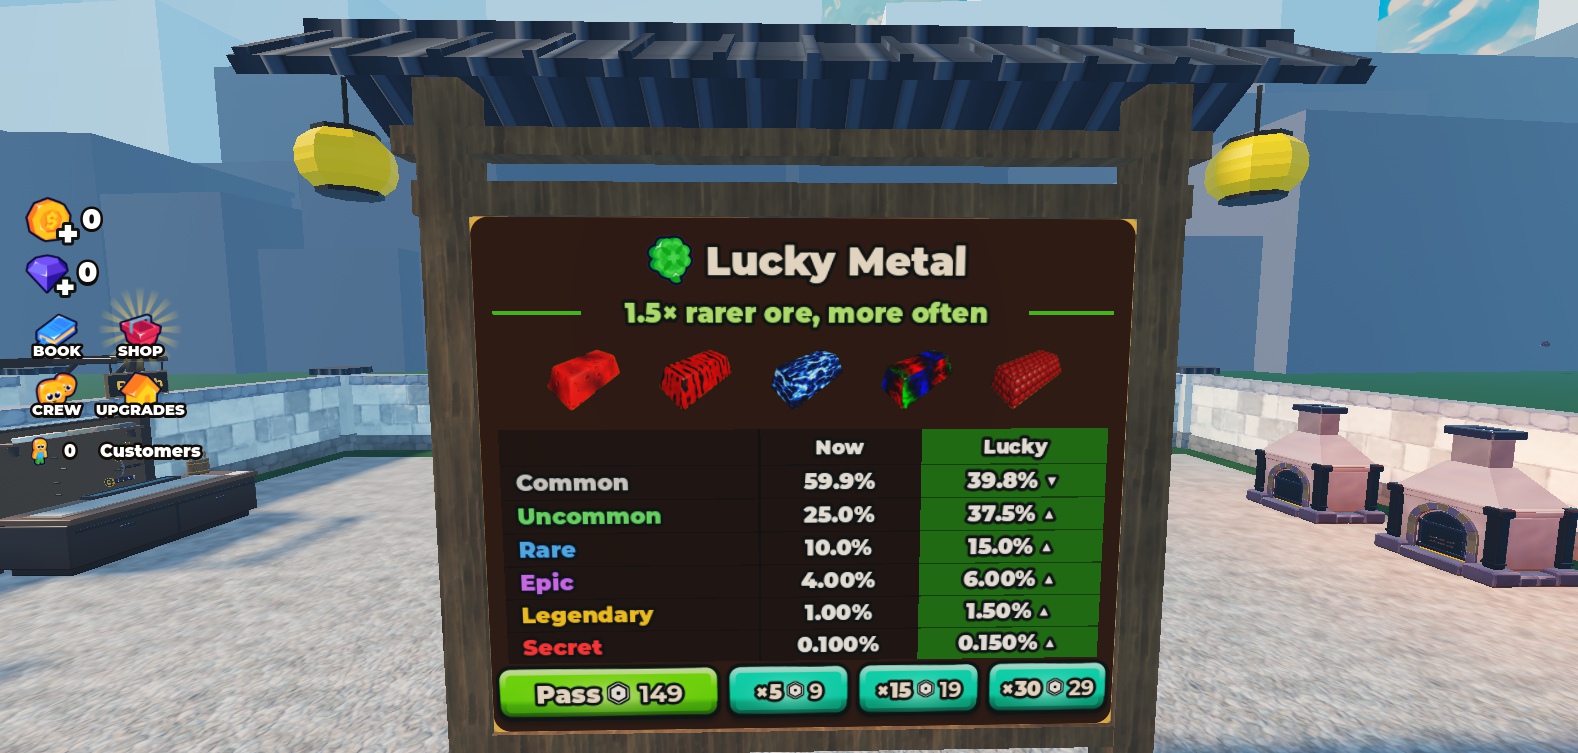 Lucky Metal
1.5× rarer ore, more often
Now Lucky
Common 59.9% 39.8% ▼
Uncommon 25.0% 37.5% ▲
Rare 10.0% 15.0% ▲
Epic 4.00% 6.00% ▲
Legendary 1.00% 1.50% ▲
Secret 0.100% 0.150% ▲
Pass 149
×5 9
×15 19
×30 29
0
0
BOOK SHOP
CREW UPGRADES
0 Customers